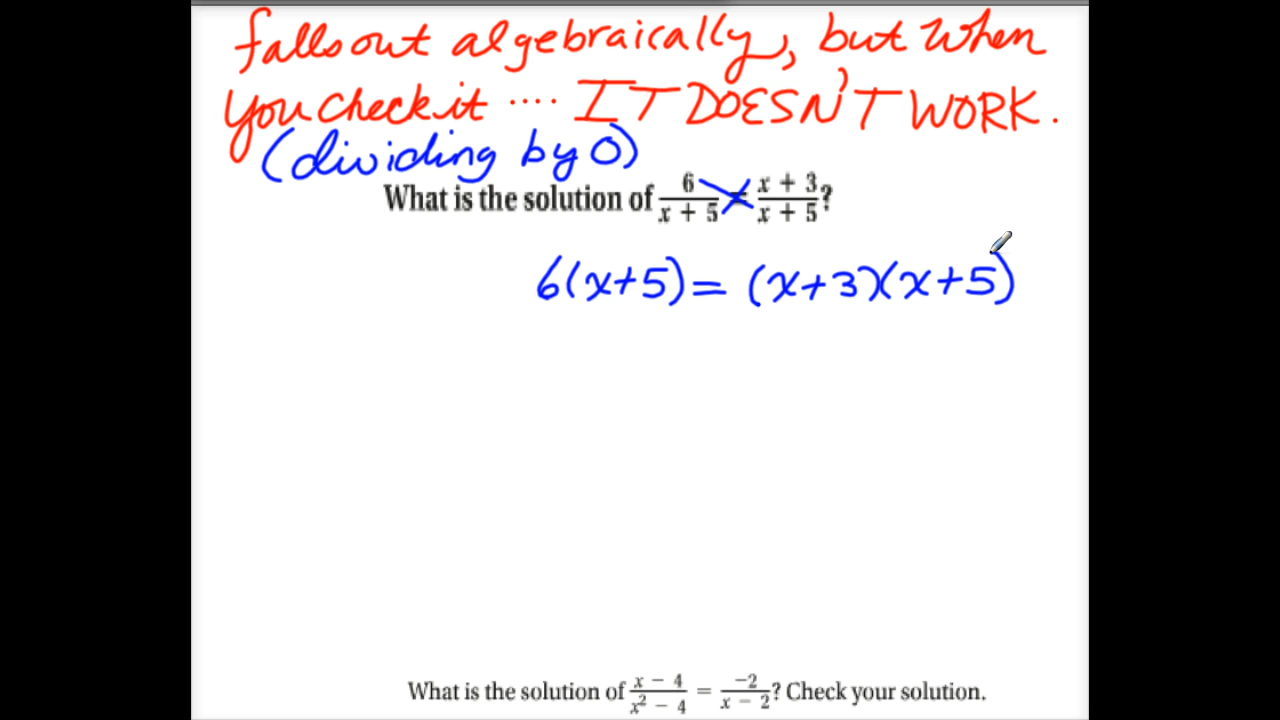 falls out algebraically, but when
you check it .... IT DOESN'T WORK.
(dividing by 0)
What is the solution of 6/(x + 5) = (x + 3)/(x + 5)?
6(x+5) = (x+3)(x+5)
What is the solution of (x − 4)/(x² − 4) = −2/(x − 2)? Check your solution.